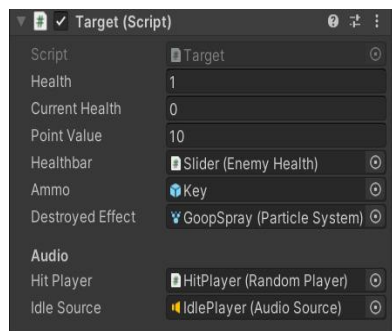 Target (Script)
Script Target
Health 1
Current Health 0
Point Value 10
Healthbar Slider (Enemy Health)
Ammo Key
Destroyed Effect GoopSpray (Particle System)
Audio
Hit Player HitPlayer (Random Player)
Idle Source IdlePlayer (Audio Source)